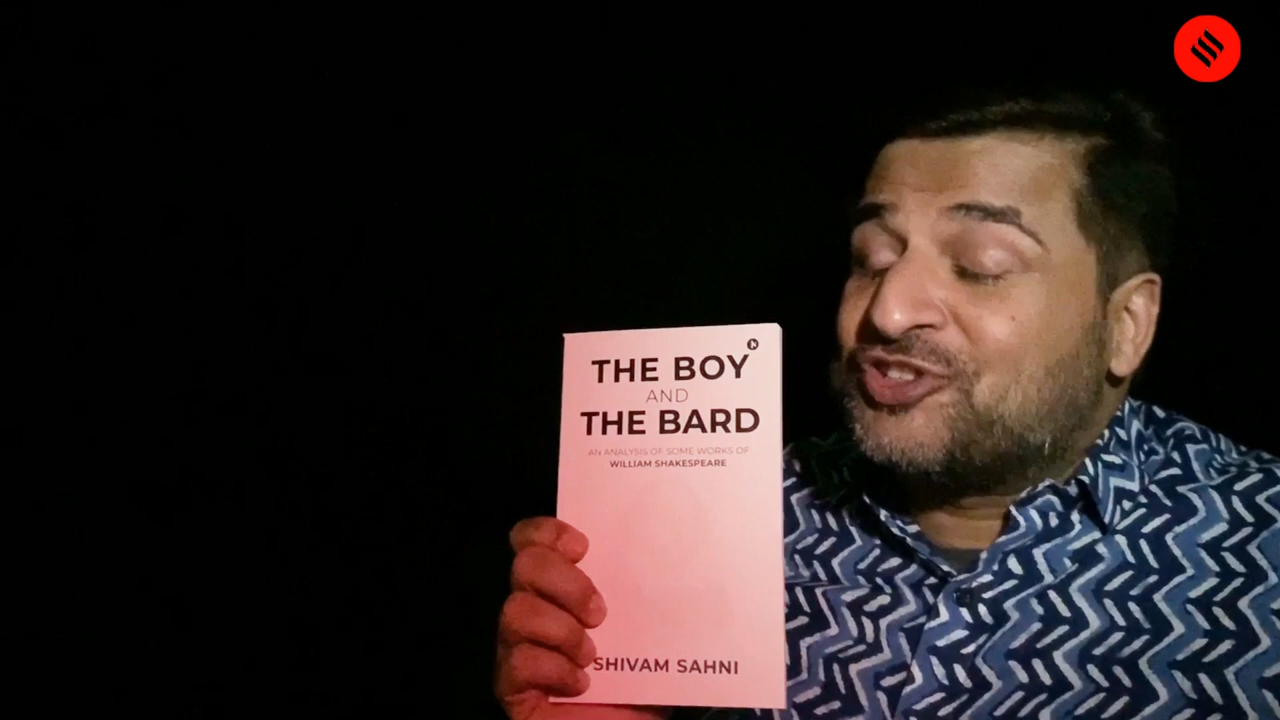 THE BOY
AND
THE BARD
AN ANALYSIS OF SOME WORKS OF
WILLIAM SHAKESPEARE
SHIVAM SAHNI